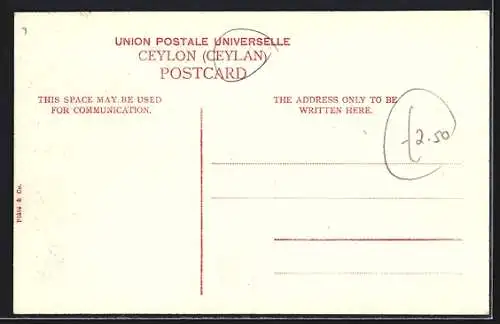 UNION POSTALE UNIVERSELLE
CEYLON (CEYLAN)
POSTCARD
THIS SPACE MAY BE USED
FOR COMMUNICATION.
THE ADDRESS ONLY TO BE
WRITTEN HERE.
2.50
Plâté & Co.